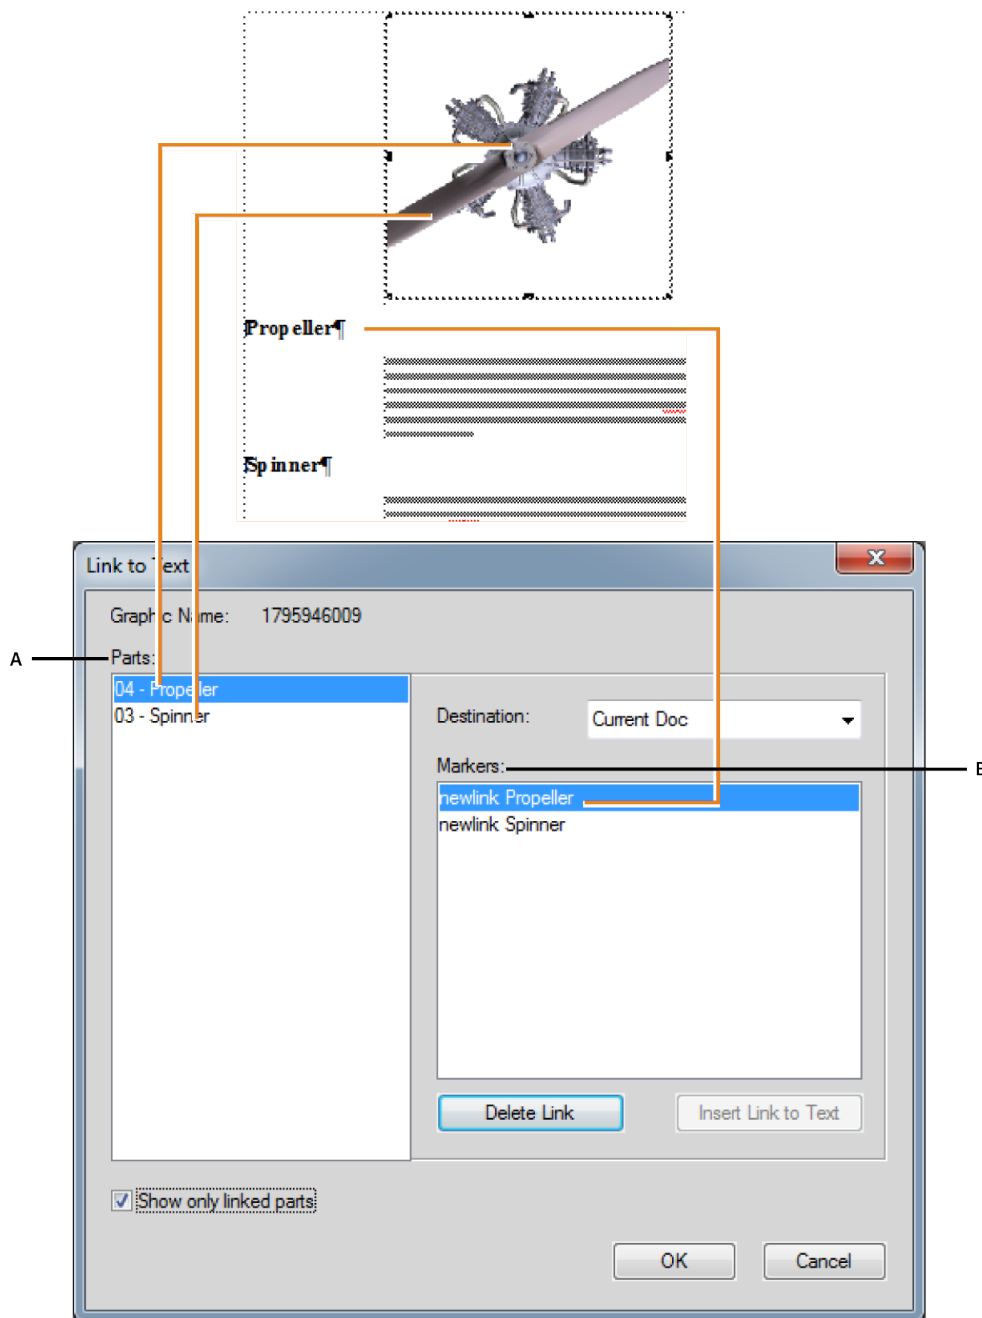 Propeller¶
Spinner¶
Link to Text
Graphic Name: 1795946009
A
Parts:
04 - Propeller
03 - Spinner
Destination: Current Doc
Markers:
B
newlink Propeller
newlink Spinner
Delete Link
Insert Link to Text
Show only linked parts
OK
Cancel